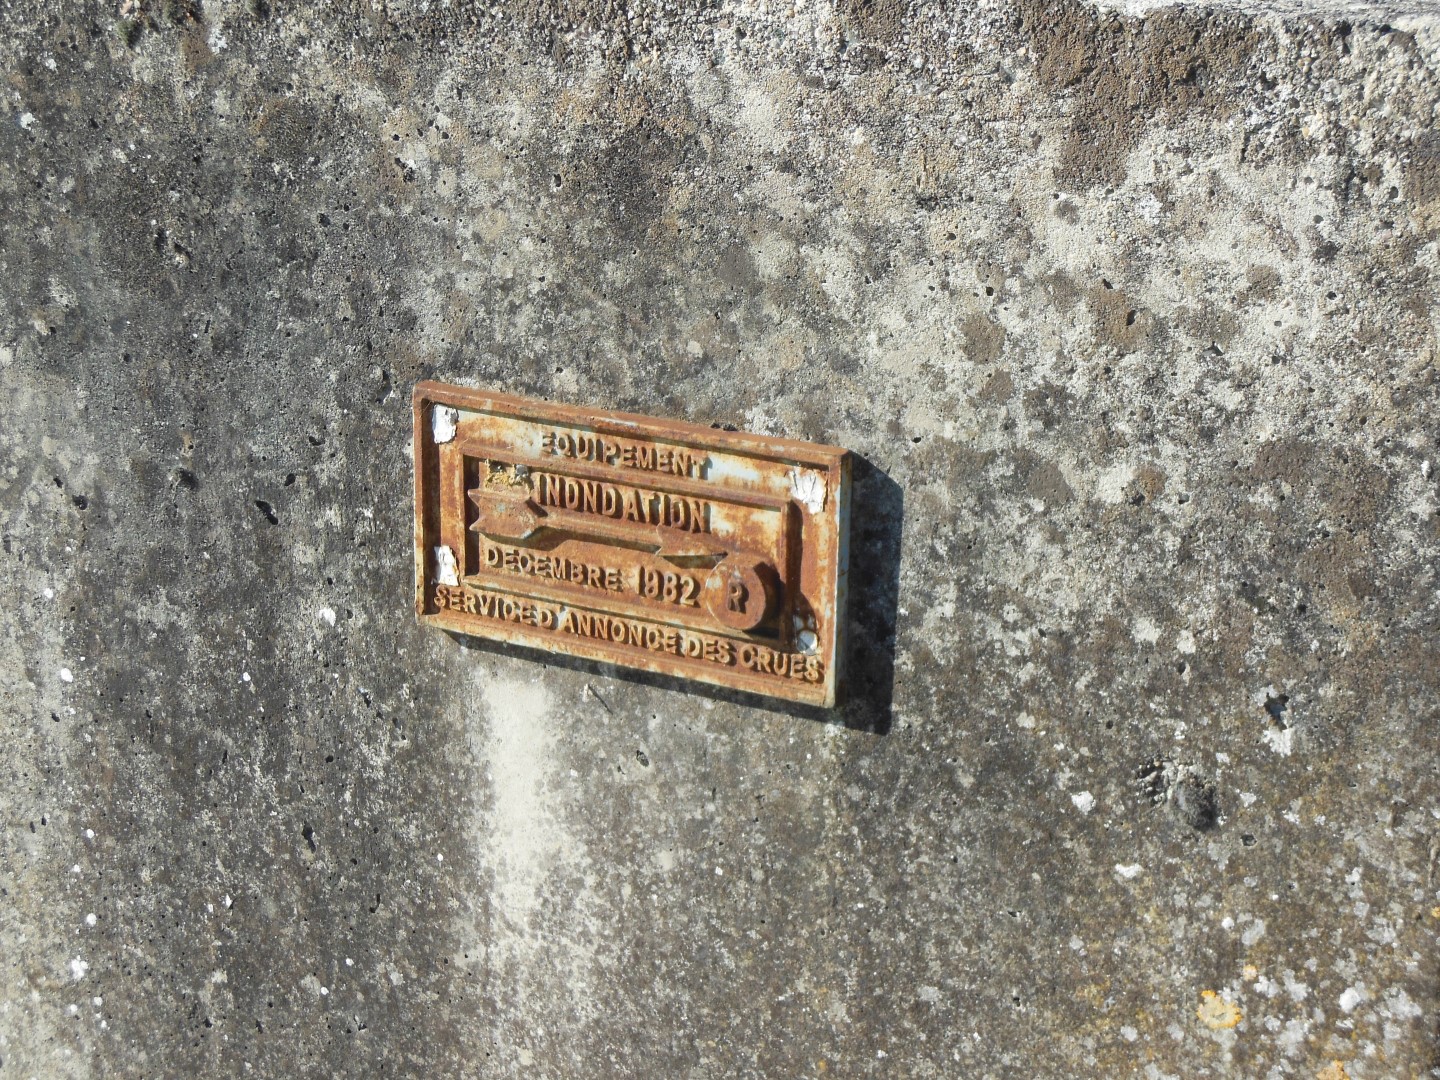 EQUIPEMENT
INONDATION
DECEMBRE 1982
R
SERVICE D'ANNONCE DES CRUES